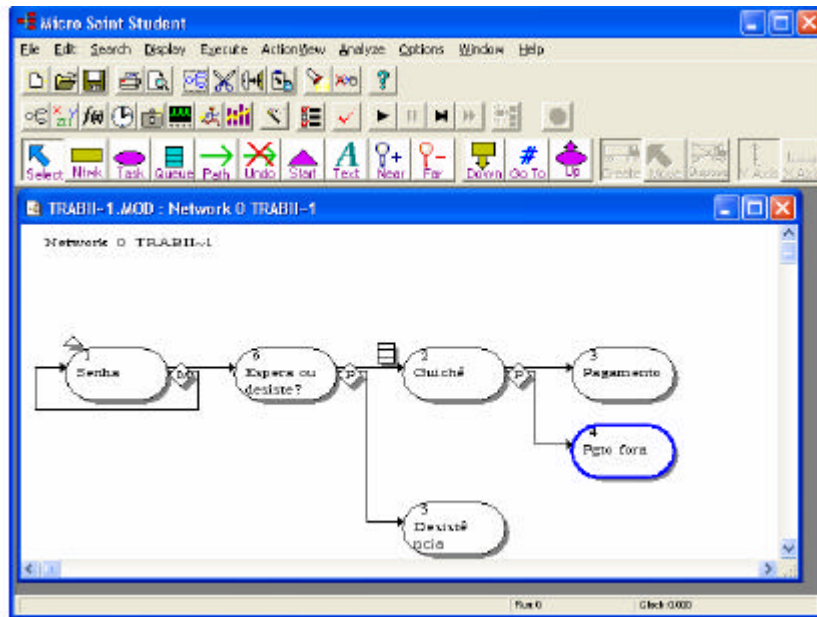 Micro Saint Student
File Edit Search Display Execute ActionView Analyze Options Window Help
Select Ntwk Task Queue Path Undo Start Text Near Far Down Go To Up Create Move Y Axis
TRABII~1.MOD : Network 0 TRABII~1
Network 0 TRABII~1
1 6 2 3
Senha Espera ou desiste? Guichê Pagamento
M P P
4
Pgto fora
Desistê
ncia
Run:0 Clock:0.000